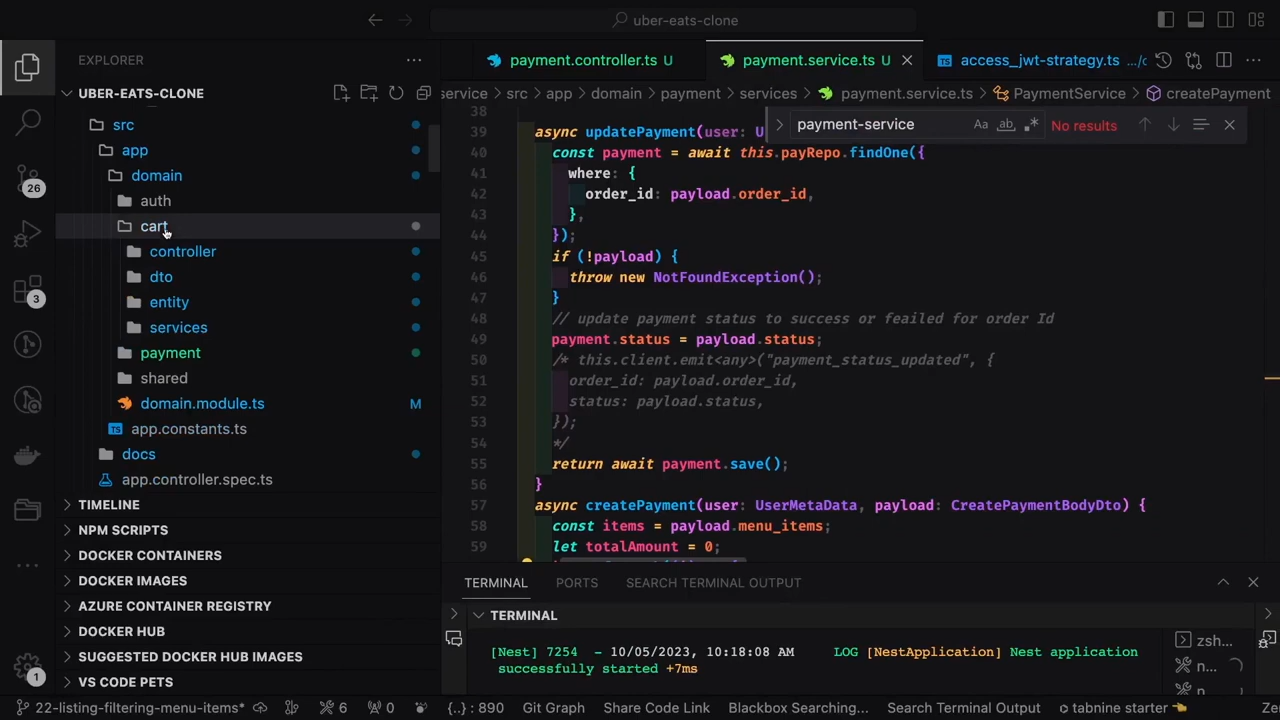 uber-eats-clone
EXPLORER
payment.controller.ts U
payment.service.ts U
TS access_jwt-strategy.ts .../c
UBER-EATS-CLONE
service > src > app > domain > payment > services > payment.service.ts > PaymentService > createPayment
payment-service Aa ab .* No results
src
app
domain
auth
cart
controller
dto
entity
services
payment
shared
domain.module.ts M
TS app.constants.ts
docs
app.controller.spec.ts
TIMELINE
NPM SCRIPTS
DOCKER CONTAINERS
DOCKER IMAGES
AZURE CONTAINER REGISTRY
DOCKER HUB
SUGGESTED DOCKER HUB IMAGES
VS CODE PETS
26
3
1
38
39 async updatePayment(user: U
40 const payment = await this.payRepo.findOne({
41 where: {
42 order_id: payload.order_id,
43 },
44 });
45 if (!payload) {
46 throw new NotFoundException();
47 }
48 // update payment status to success or feailed for order Id
49 payment.status = payload.status;
50 /* this.client.emit<any>("payment_status_updated", {
51 order_id: payload.order_id,
52 status: payload.status,
53 });
54 */
55 return await payment.save();
56 }
57 async createPayment(user: UserMetaData, payload: CreatePaymentBodyDto) {
58 const items = payload.menu_items;
59 let totalAmount = 0;
TERMINAL PORTS SEARCH TERMINAL OUTPUT
TERMINAL
[Nest] 7254 - 10/05/2023, 10:18:08 AM LOG [NestApplication] Nest application
successfully started +7ms
zsh...
n...
n...
22-listing-filtering-menu-items* 6 0 {..} : 890 Git Graph Share Code Link Blackbox Searching... Search Terminal Output tabnine starter Ze